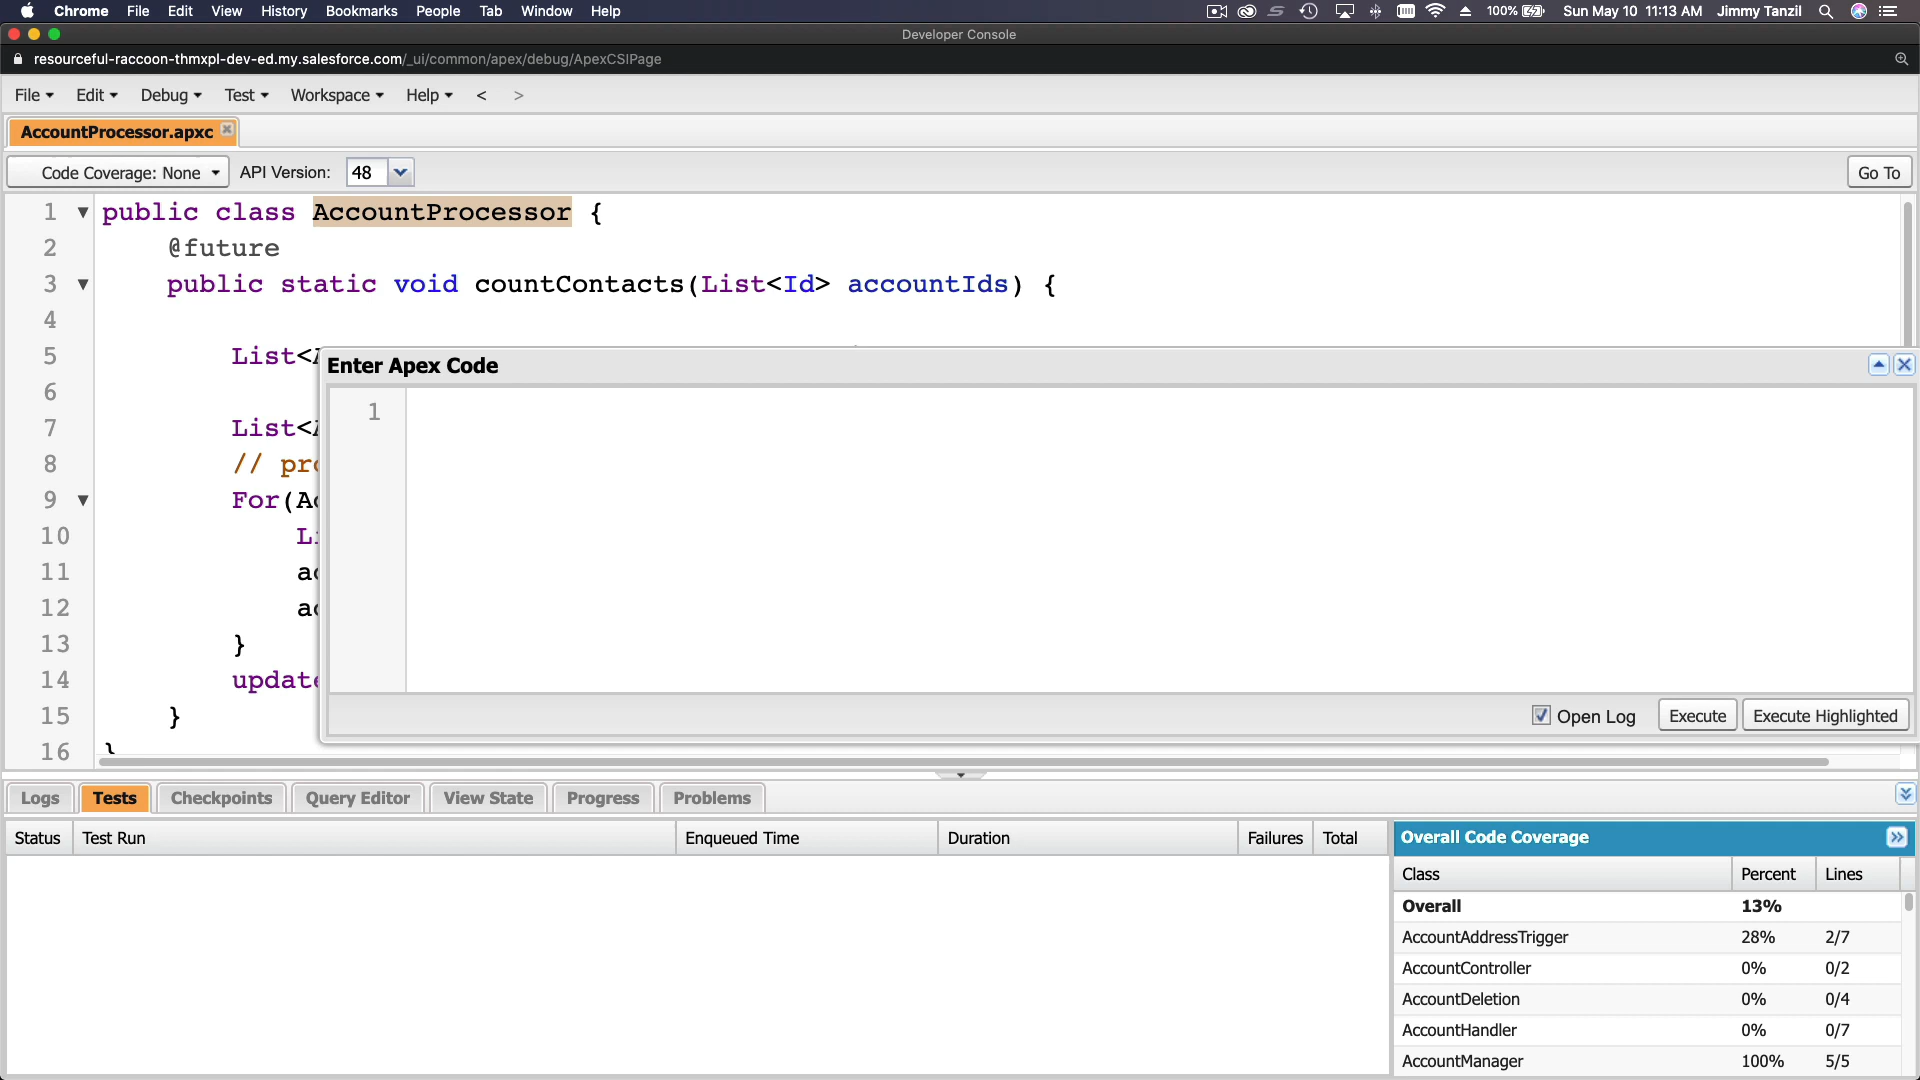 Chrome File Edit View History Bookmarks People Tab Window Help 100% Sun May 10 11:13 AM Jimmy Tanzil
Developer Console
resourceful-raccoon-thmxpl-dev-ed.my.salesforce.com/_ui/common/apex/debug/ApexCSIPage
File Edit Debug Test Workspace Help < >
AccountProcessor.apxc
Code Coverage: None API Version: 48 Go To
1 public class AccountProcessor {
2 @future
3 public static void countContacts(List<Id> accountIds) {
4
5 List<
6
7 List<
8 //
9 For(
10
11
12
13 }
14 update
15 }
16 }
Enter Apex Code
1
Open Log Execute Execute Highlighted
Logs Tests Checkpoints Query Editor View State Progress Problems
Status Test Run Enqueued Time Duration Failures Total
Overall Code Coverage
Class Percent Lines
Overall 13%
AccountAddressTrigger 28% 2/7
AccountController 0% 0/2
AccountDeletion 0% 0/4
AccountHandler 0% 0/7
AccountManager 100% 5/5